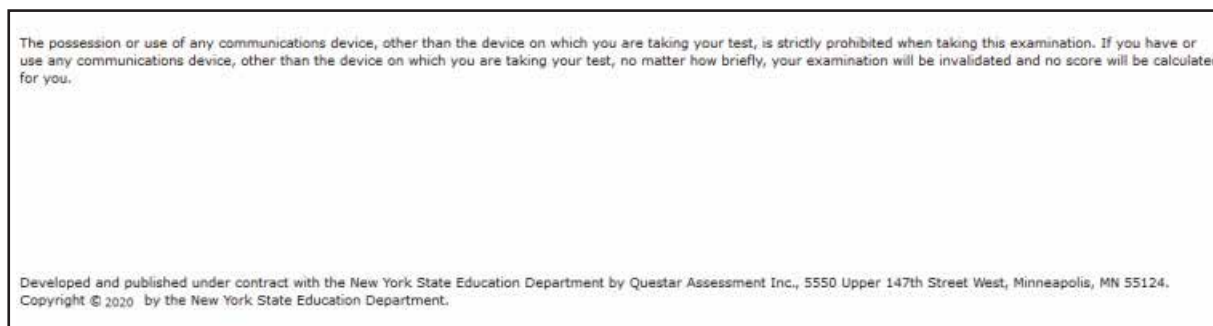 The possession or use of any communications device, other than the device on which you are taking your test, is strictly prohibited when taking this examination. If you have or
use any communications device, other than the device on which you are taking your test, no matter how briefly, your examination will be invalidated and no score will be calculate
for you.
Developed and published under contract with the New York State Education Department by Questar Assessment Inc., 5550 Upper 147th Street West, Minneapolis, MN 55124.
Copyright © 2020 by the New York State Education Department.